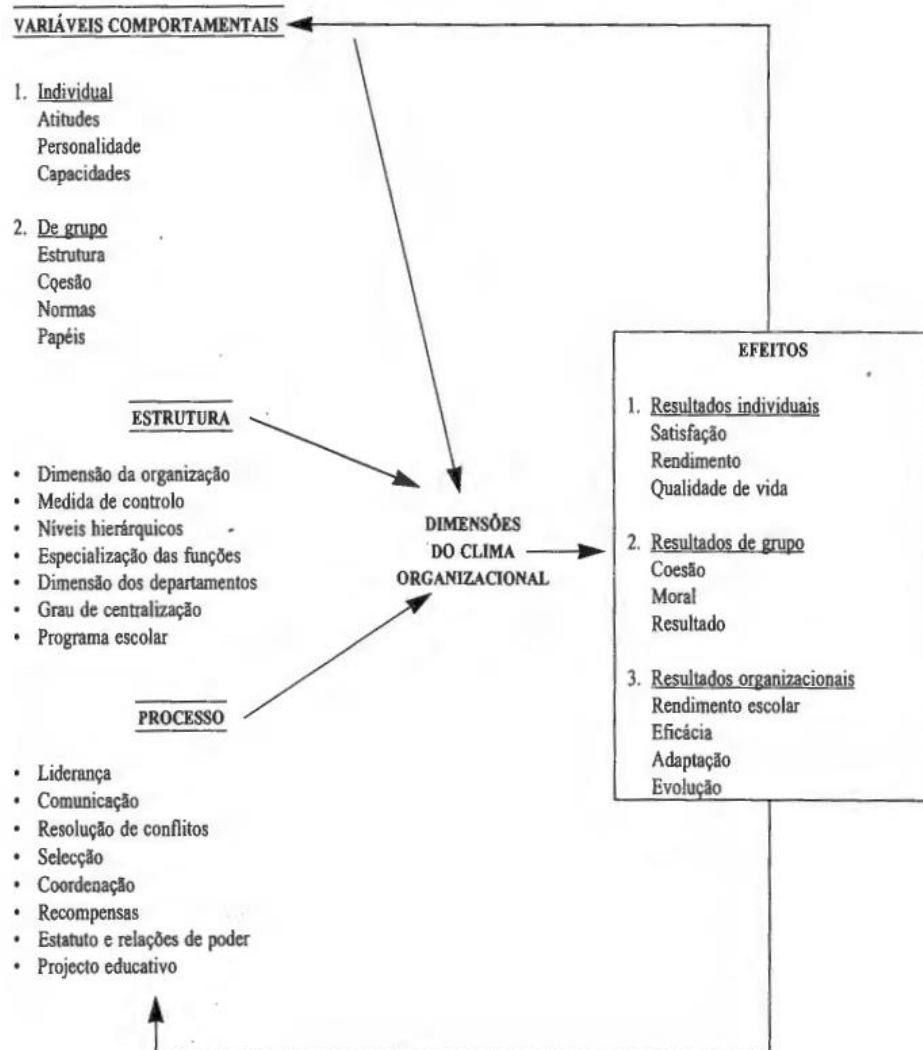 VARIÁVEIS COMPORTAMENTAIS
1. Individual
Atitudes
Personalidade
Capacidades
2. De grupo
Estrutura
Coesão
Normas
Papéis
ESTRUTURA
• Dimensão da organização
• Medida de controlo
• Níveis hierárquicos
• Especialização das funções
• Dimensão dos departamentos
• Grau de centralização
• Programa escolar
PROCESSO
• Liderança
• Comunicação
• Resolução de conflitos
• Selecção
• Coordenação
• Recompensas
• Estatuto e relações de poder
• Projecto educativo
DIMENSÕES
DO CLIMA
ORGANIZACIONAL
EFEITOS
1. Resultados individuais
Satisfação
Rendimento
Qualidade de vida
2. Resultados de grupo
Coesão
Moral
Resultado
3. Resultados organizacionais
Rendimento escolar
Eficácia
Adaptação
Evolução